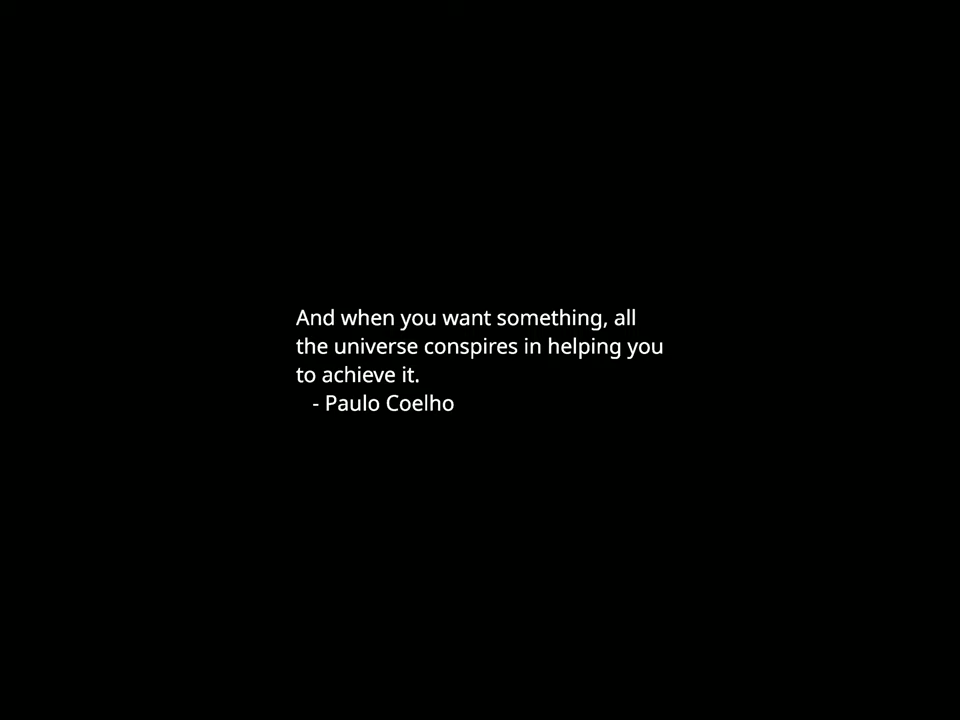 And when you want something, all
the universe conspires in helping you
to achieve it.
- Paulo Coelho